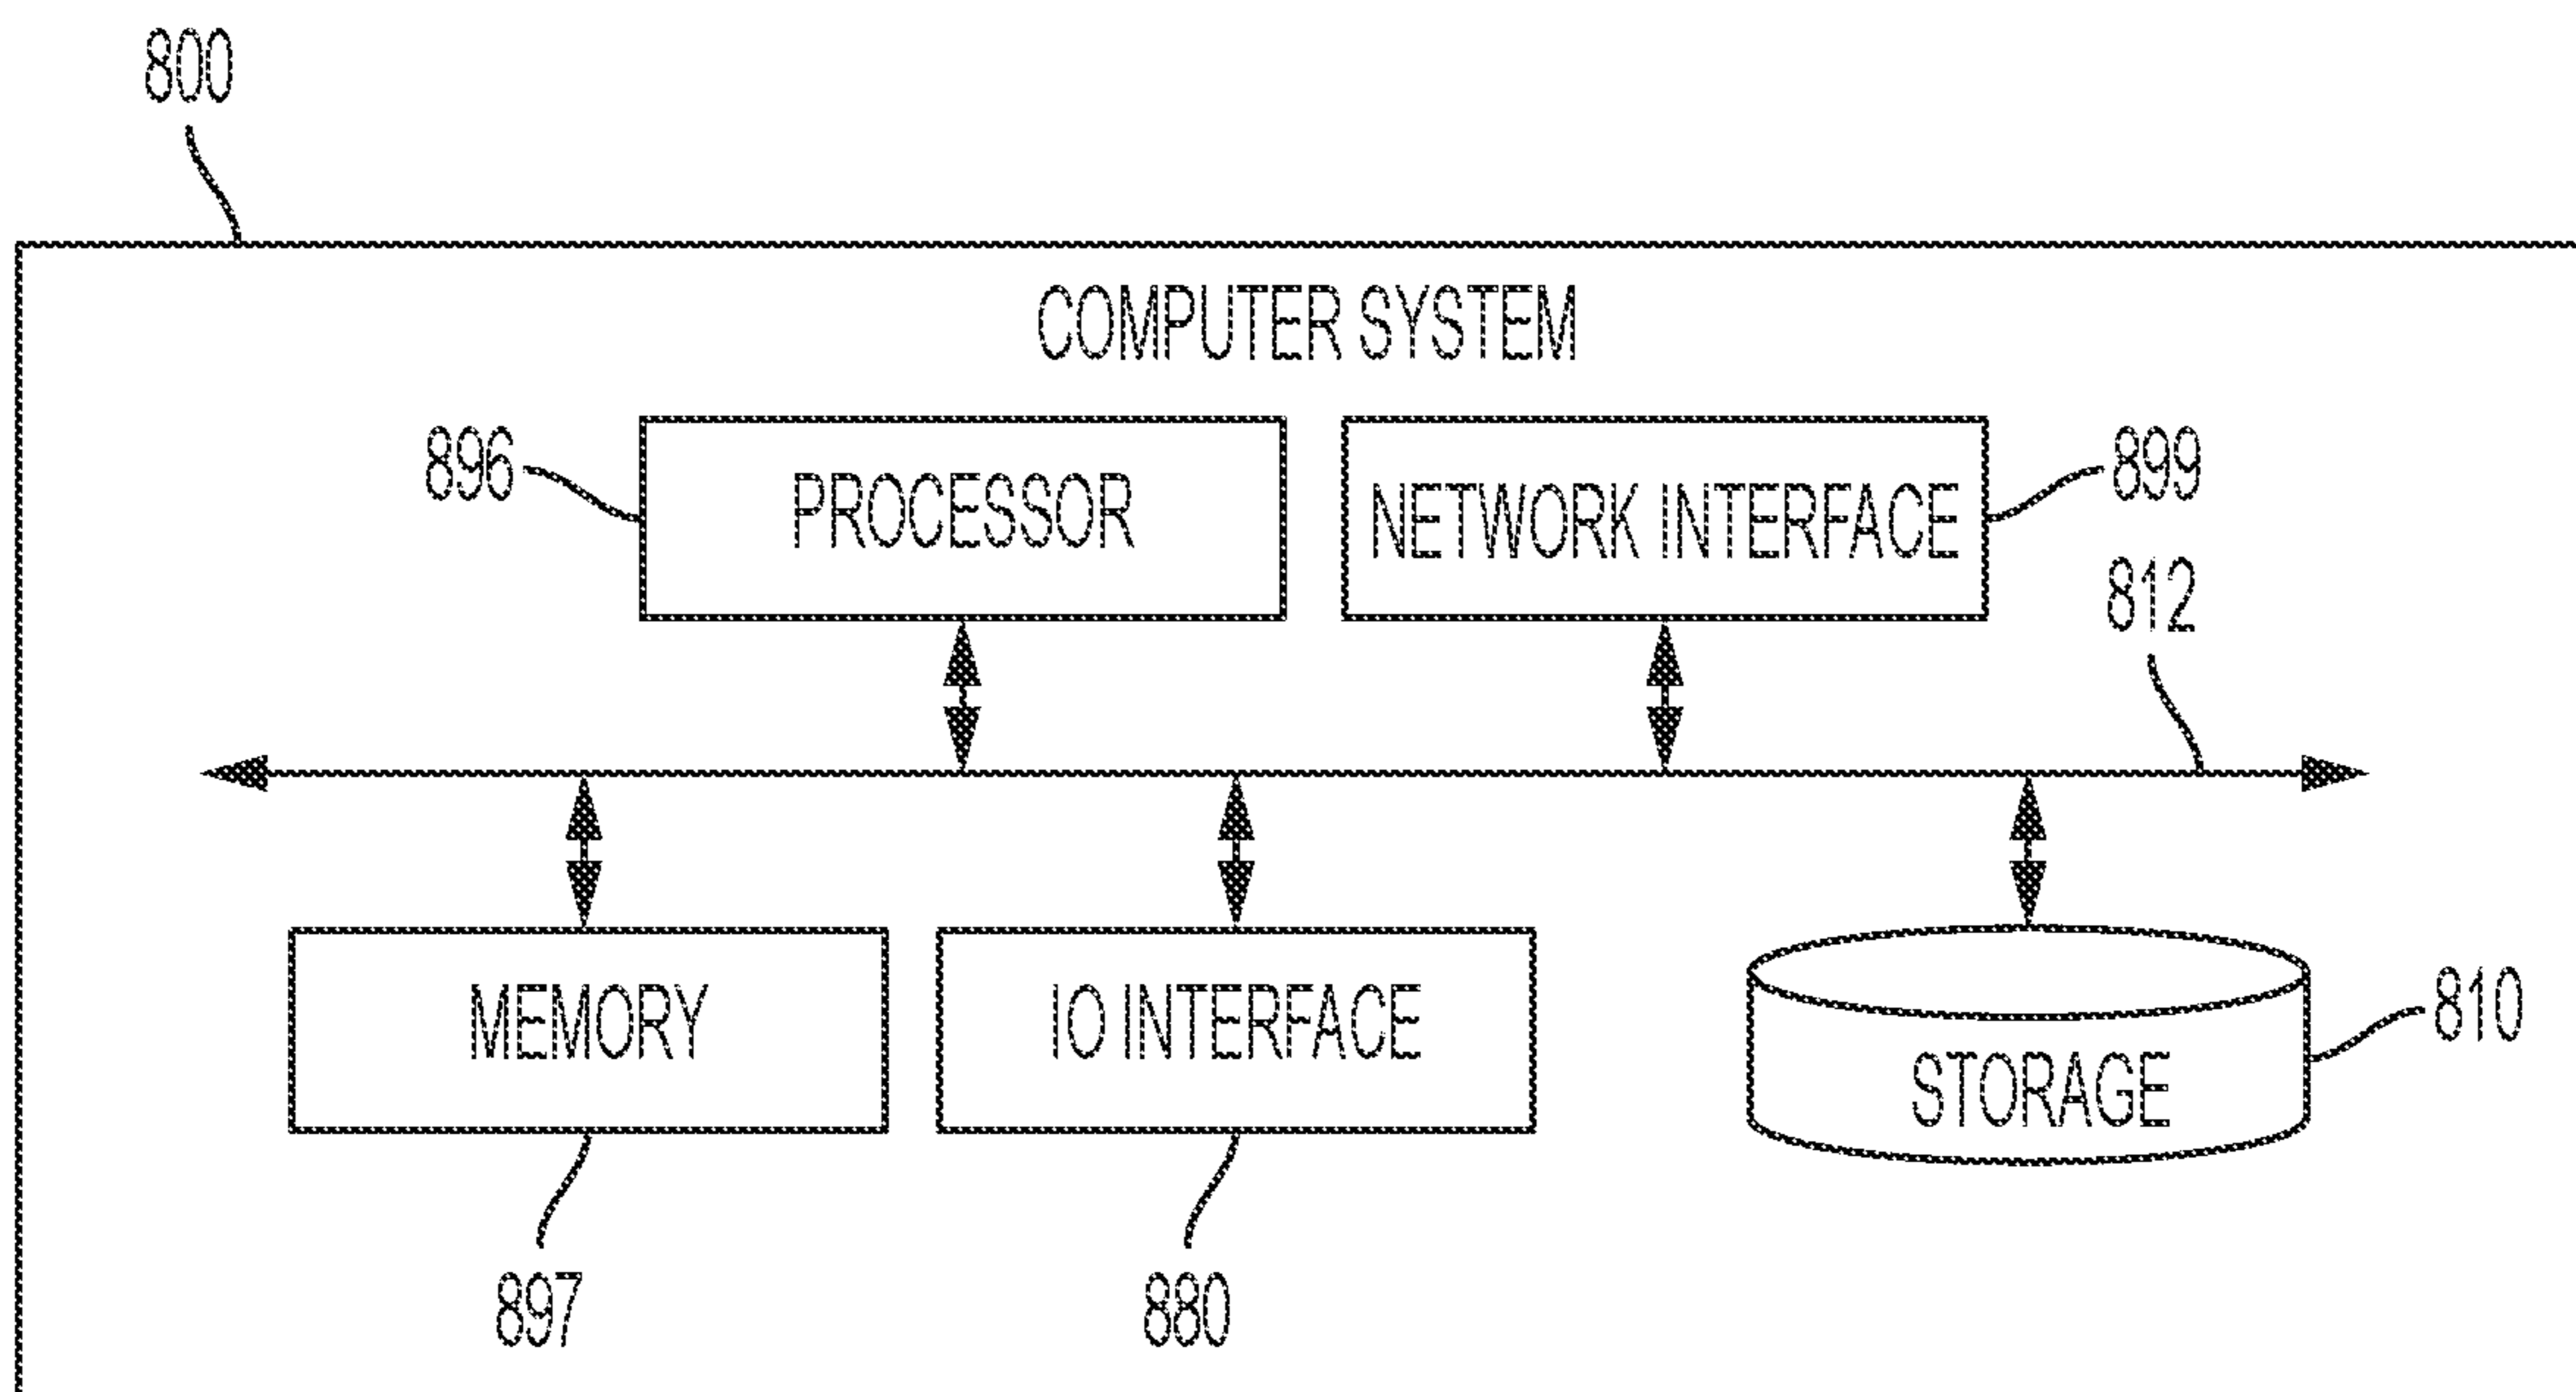 800
COMPUTER SYSTEM
896
PROCESSOR
NETWORK INTERFACE
899
812
MEMORY
IO INTERFACE
STORAGE
810
897
880